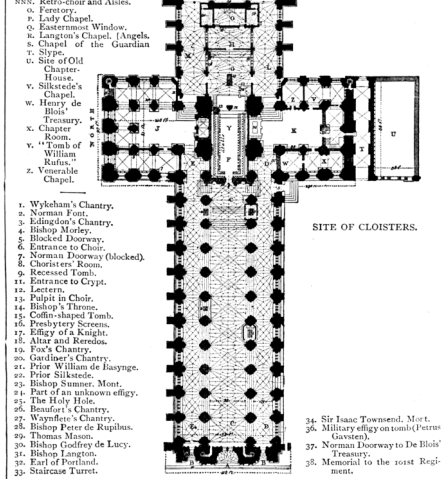 NNN. Retro-choir and Aisles.
O. Feretory.
P. Lady Chapel.
Q. Easternmost Window.
R. Langton's Chapel. [Angels.
S. Chapel of the Guardian
T. Slype.
U. Site of Old
Chapter-
House.
V. Silkstede's
Chapel.
W. Henry de
Blois'
Treasury.
X. Chapter
Room.
Y. "Tomb of
William
Rufus."
Z. Venerable
Chapel.
NORTH
J
Y
F
K
T
U
W
X
L
SITE OF CLOISTERS.
1. Wykeham's Chantry.
2. Norman Font.
3. Edingdon's Chantry.
4. Bishop Morley.
5. Blocked Doorway.
6. Entrance to Choir.
7. Norman Doorway (blocked).
8. Choristers' Room.
9. Recessed Tomb.
11. Entrance to Crypt.
12. Lectern.
13. Pulpit in Choir.
14. Bishop's Throne.
15. Coffin-shaped Tomb.
16. Presbytery Screens.
17. Effigy of a Knight.
18. Altar and Reredos.
19. Fox's Chantry.
20. Gardiner's Chantry.
21. Prior William de Basynge.
22. Prior Silkstede.
23. Bishop Sumner. Mont.
24. Part of an unknown effigy.
25. The Holy Hole.
26. Beaufort's Chantry.
27. Waynflete's Chantry.
28. Bishop Peter de Rupibus.
29. Thomas Mason.
30. Bishop Godfrey de Lucy.
31. Bishop Langton.
32. Earl of Portland.
33. Staircase Turret.
34. Sir Isaac Townsend. Mort.
36. Military effigy on tomb (Petrus
Gavsten).
37. Norman Doorway to De Blois'
Treasury.
38. Memorial to the 101st Regi-
ment.
B A B